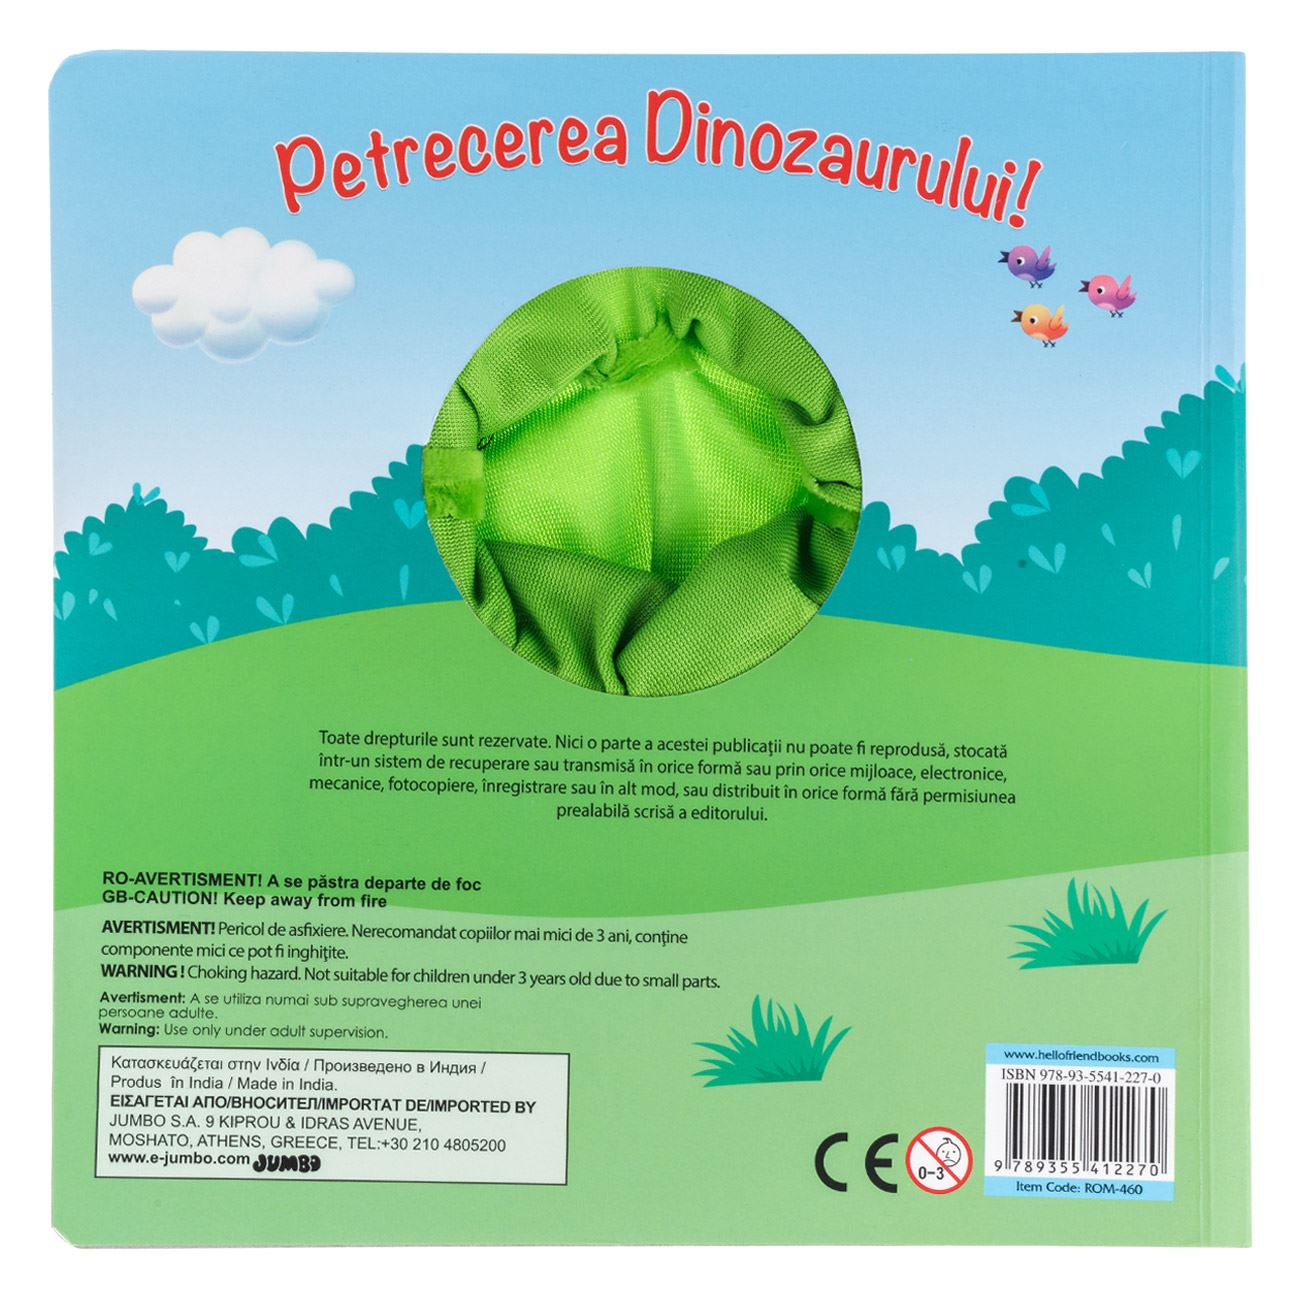 Petrecerea Dinozaurului!
Toate drepturile sunt rezervate. Nici o parte a acestei publicații nu poate fi reprodusă, stocată
într-un sistem de recuperare sau transmisă în orice formă sau prin orice mijloace, electronice,
mecanice, fotocopiere, înregistrare sau în alt mod, sau distribuit în orice formă fără permisiunea
prealabilă scrisă a editorului.
RO-AVERTISMENT! A se păstra departe de foc
GB-CAUTION! Keep away from fire
AVERTISMENT! Pericol de asfixiere. Nerecomandat copiilor mai mici de 3 ani, conține
componente mici ce pot fi inghițite.
WARNING! Choking hazard. Not suitable for children under 3 years old due to small parts.
Avertisment: A se utiliza numai sub supravegherea unei
persoane adulte.
Warning: Use only under adult supervision.
Κατασκευάζεται στην Ινδία / Произведено в Индия /
Produs în India / Made in India.
ΕΙΣΑΓΕΤΑΙ ΑΠΟ/ВНОСИТЕЛ/IMPORTAT DE/IMPORTED BY
JUMBO S.A. 9 KIPROU & IDRAS AVENUE,
MOSHATO, ATHENS, GREECE, TEL:+30 210 4805200
www.e-jumbo.com JUMBO
CE
0-3
www.hellofriendbooks.com
ISBN 978-93-5541-227-0
9 789355 412270
Item Code: ROM-460